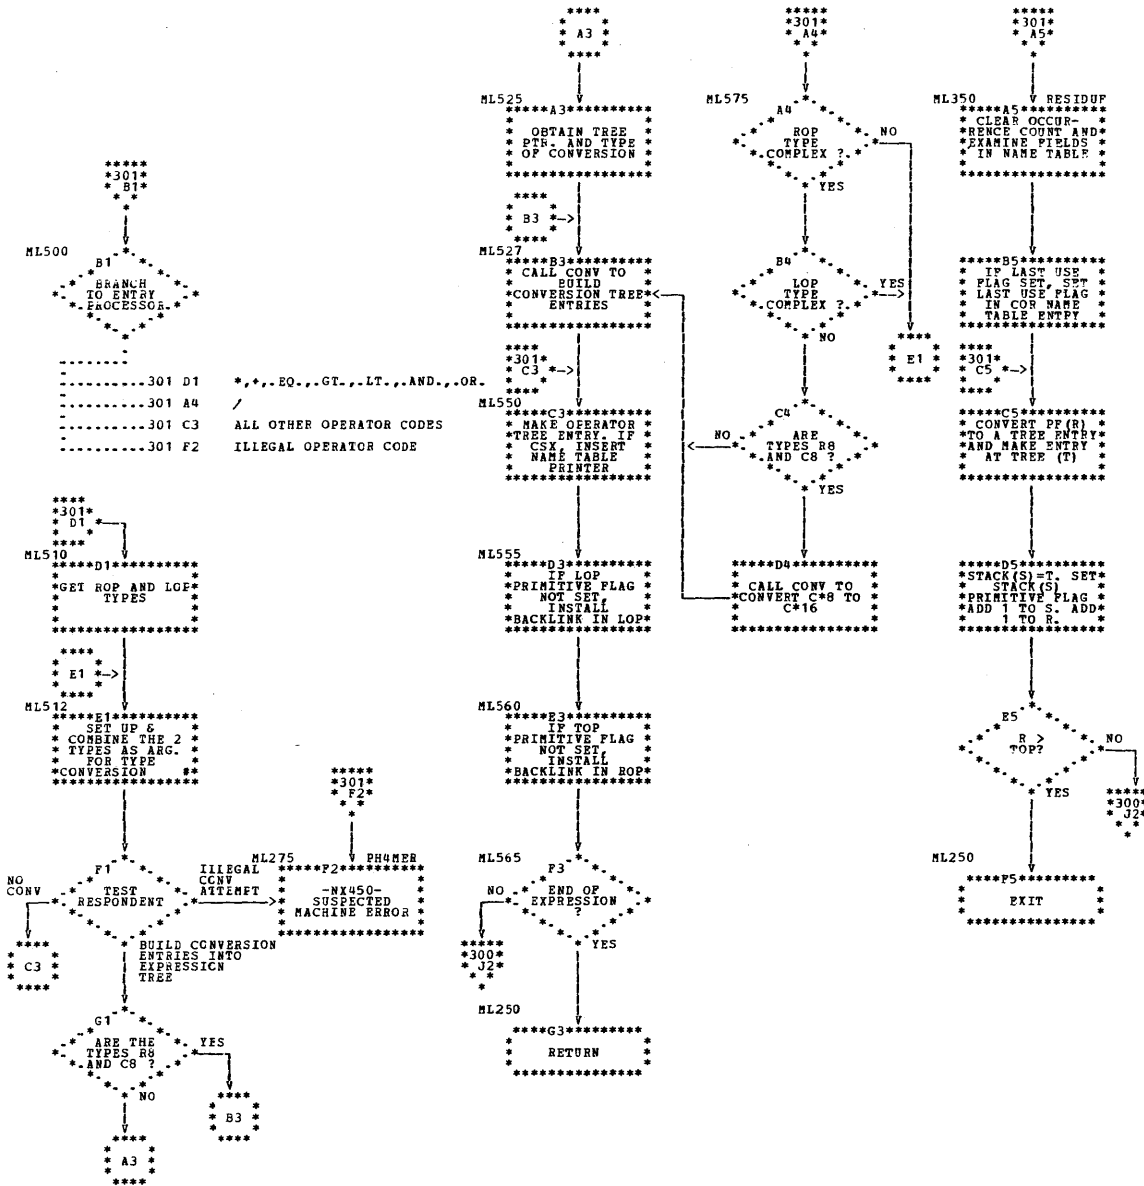 A3
301
A4
301
A5
ML525
A3
OBTAIN TREE
PTR. AND TYPE
OF CONVERSION
ML575
A4
ROP
TYPE
COMPLEX ?
NO
YES
ML350
RESIDUF
A5
CLEAR OCCUR-
RENCE COUNT AND
EXAMINE FIELDS
IN NAME TABLE
301
B1
B3
ML500
B1
BRANCH
TO ENTRY
PROCESSOR
ML527
B3
CALL CONV TO
BUILD
CONVERSION TREE
ENTRIES
B4
LOP
TYPE
COMPLEX ?
YES
NO
B5
IF LAST USE
FLAG SET, SET
LAST USE FLAG
IN COR NAME
TABLE ENTRY
E1
301
C3
301
C5
301 D1 *,+,.EQ.,.GT.,.LT.,.AND.,.OR.
301 A4 /
301 C3 ALL OTHER OPERATOR CODES
301 F2 ILLEGAL OPERATOR CODE
ML550
C3
MAKE OPERATOR
TREE ENTRY. IF
CSX, INSERT
NAME TABLE
PRINTER
C4
ARE
TYPES R8
AND C8 ?
NO
YES
C5
CONVERT PF(R)
TO A TREE ENTRY
AND MAKE ENTRY
AT TREE (T)
301
D1
ML510
D1
GET ROP AND LOP
TYPES
ML555
D3
IF LOP
PRIMITIVE FLAG
NOT SET,
INSTALL
BACKLINK IN LOP
D4
CALL CONV TO
CONVERT C*8 TO
C*16
D5
STACK(S)=T. SET
STACK(S)
PRIMITIVE FLAG
ADD 1 TO S. ADD
1 TO R.
E1
ML512
E1
SET UP &
COMBINE THE 2
TYPES AS ARG.
FOR TYPE
CONVERSION
ML560
E3
IF TOP
PRIMITIVE FLAG
NOT SET,
INSTALL
BACKLINK IN ROP
E5
R >
TOP?
NO
YES
301
F2
300
J2
F1
TEST
RESPONDENT
NO
CONV
ILLEGAL
CONV
ATTEMPT
ML275
PH4MER
F2
-NX450-
SUSPECTED
MACHINE ERROR
ML565
F3
END OF
EXPRESSION
?
NO
YES
ML250
F5
EXIT
C3
BUILD CONVERSION
ENTRIES INTO
EXPRESSION
TREE
300
J2
G1
ARE THE
TYPES R8
AND C8 ?
YES
NO
ML250
G3
RETURN
B3
A3